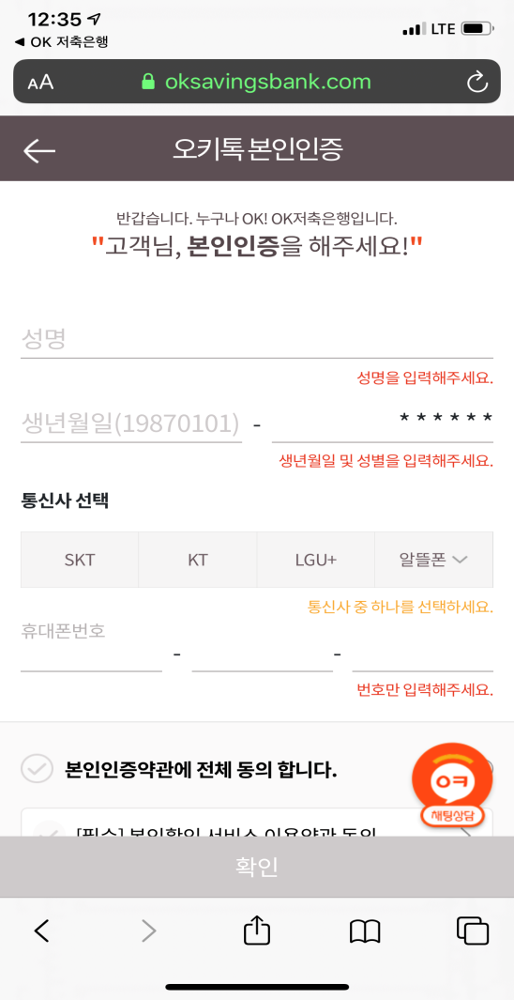 12:35
◀ OK 저축은행
LTE
AA oksavingsbank.com
오키톡 본인인증
반갑습니다. 누구나 OK! OK저축은행입니다.
"고객님, 본인인증을 해주세요!"
성명
성명을 입력해주세요.
생년월일(19870101) - * * * * * *
생년월일 및 성별을 입력해주세요.
통신사 선택
SKT KT LGU+ 알뜰폰
통신사 중 하나를 선택하세요.
휴대폰번호
- -
번호만 입력해주세요.
본인인증약관에 전체 동의 합니다.
ㅇㅋ
채팅상담
[필수] 본인확인 서비스 이용약관 동의
확인